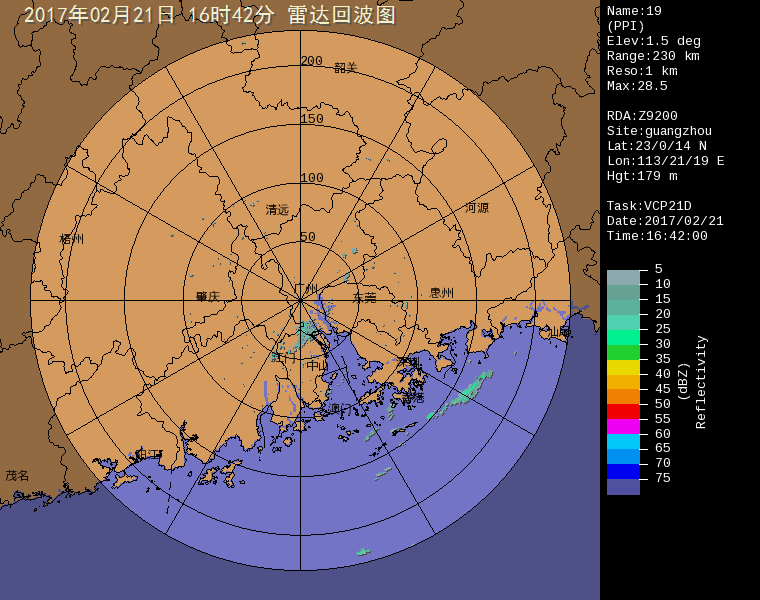 2017年02月21日 16时42分 雷达回波图
Name:19
(PPI)
Elev:1.5 deg
Range:230 km
Reso:1 km
Max:28.5
RDA:Z9200
Site:guangzhou
Lat:23/0/14 N
Lon:113/21/19 E
Hgt:179 m
Task:VCP21D
Date:2017/02/21
Time:16:42:00
200
韶关
150
100
清远
河源
50
梧州
广州
肇庆
东莞
惠州
汕尾
江门
中山
深圳
香港
澳门
阳江
茂名
5
10
15
20
25
30
35
40
45
50
55
60
65
70
75
(dBZ)
Reflectivity